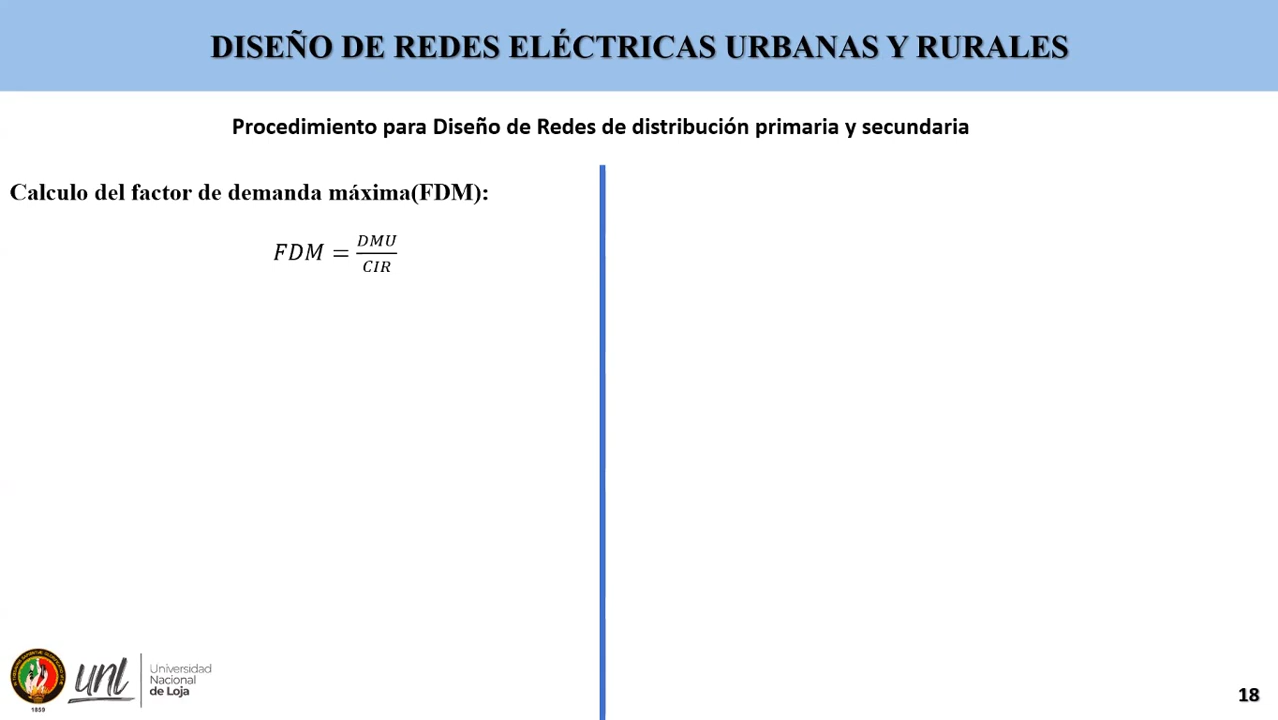 DISEÑO DE REDES ELÉCTRICAS URBANAS Y RURALES
Procedimiento para Diseño de Redes de distribución primaria y secundaria
Calculo del factor de demanda máxima(FDM):
FDM = DMU / CIR
unl
Universidad
Nacional
de Loja
1859
18